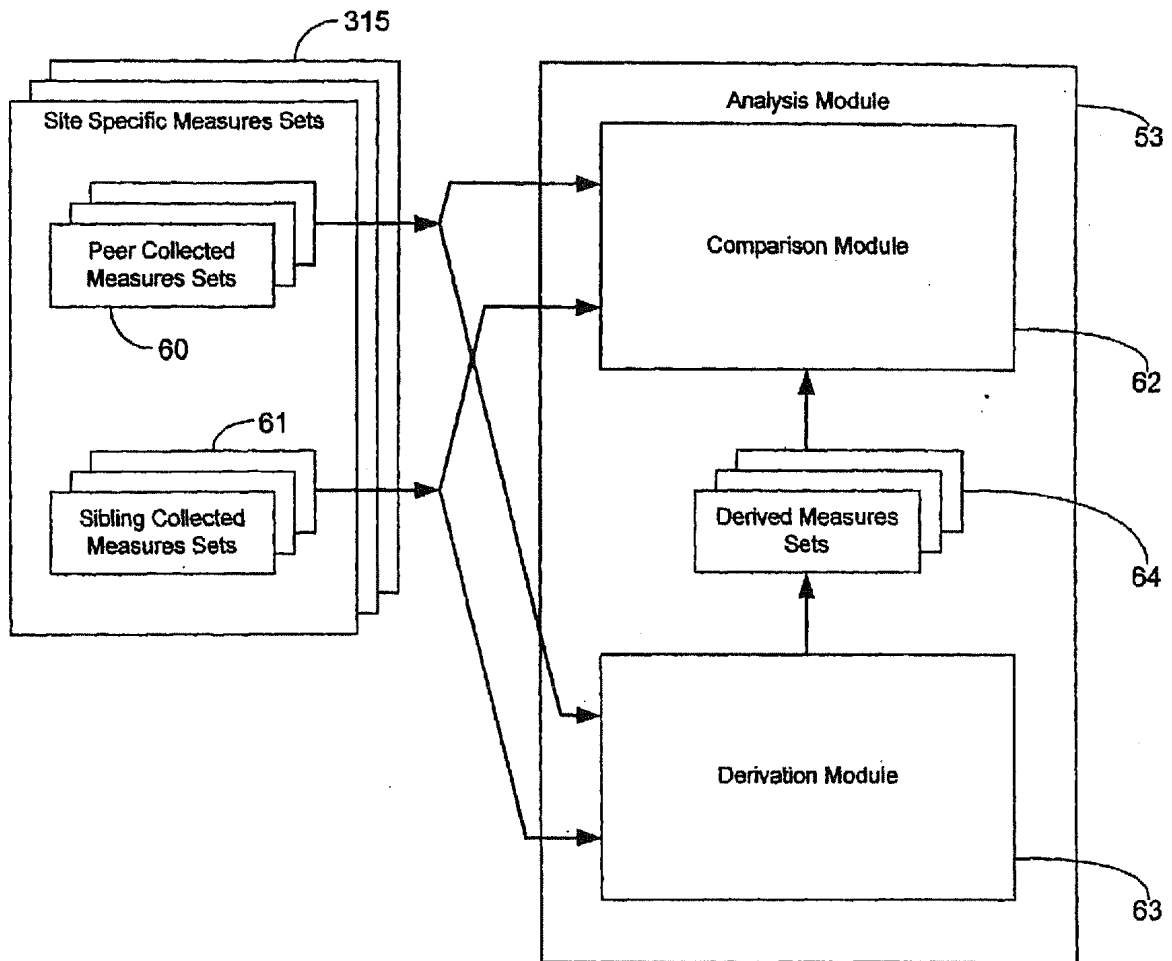 315
Site Specific Measures Sets
Peer Collected
Measures Sets
60
61
Sibling Collected
Measures Sets
Analysis Module
53
Comparison Module
62
Derived Measures
Sets
64
Derivation Module
63